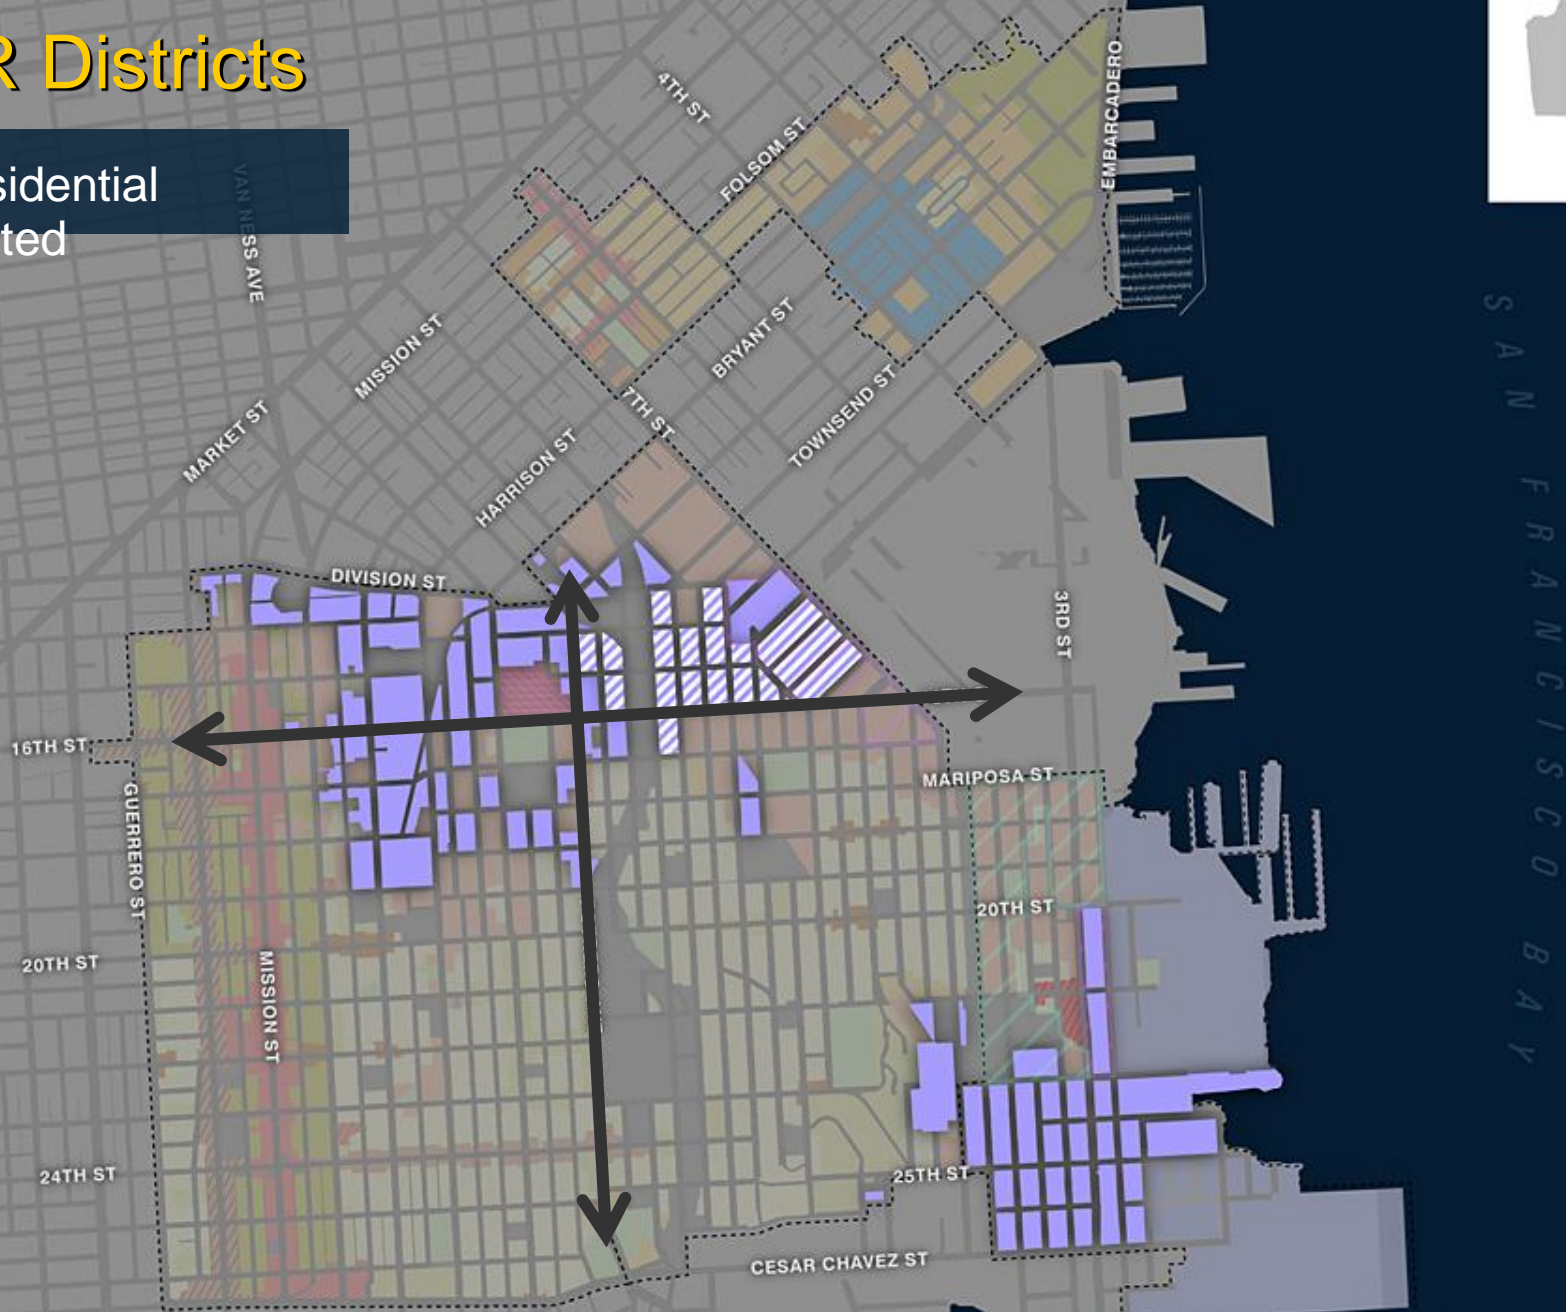 R Districts
sidential
ted
4TH ST
EMBARCADERO
FOLSOM ST
VAN NESS AVE
MISSION ST
BRYANT ST
MARKET ST
7TH ST
TOWNSEND ST
HARRISON ST
DIVISION ST
3RD ST
16TH ST
MARIPOSA ST
GUERRERO ST
20TH ST
20TH ST
MISSION ST
24TH ST
25TH ST
CESAR CHAVEZ ST
SAN FRANCISCO BAY